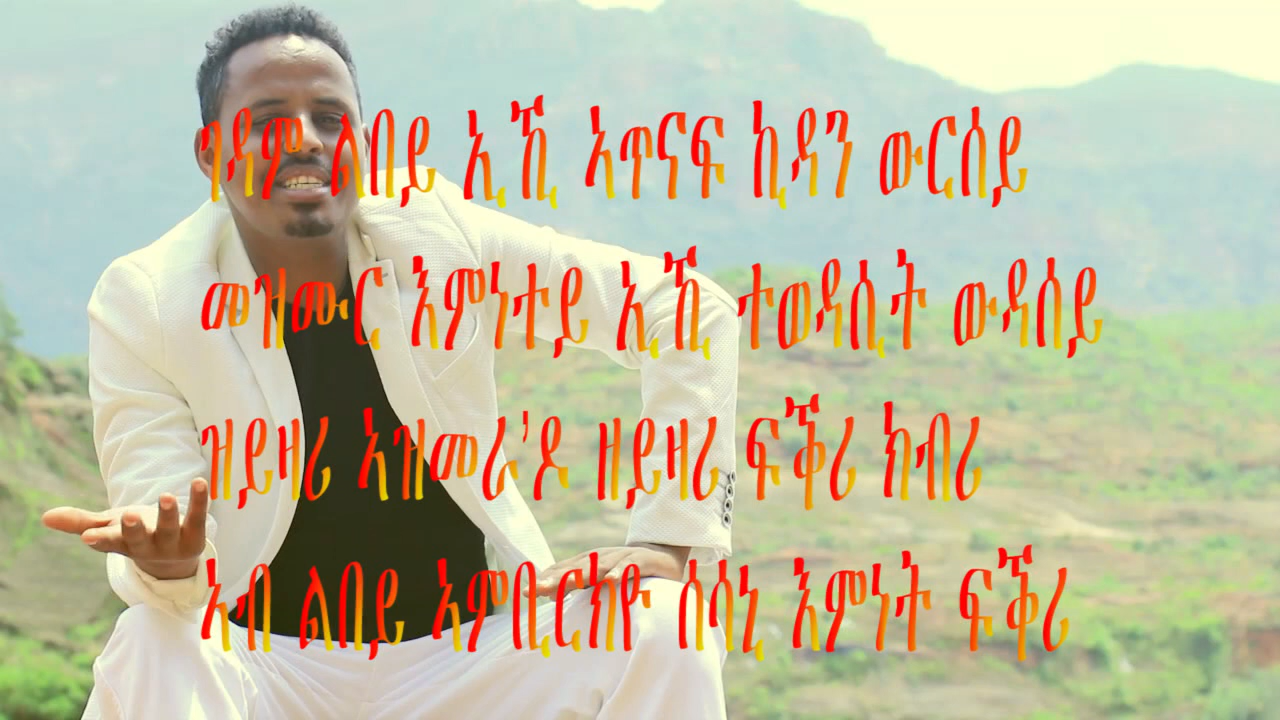 ገዳም ልበይ ኢኺ ኣጥናፍ ኪዳን ውርሰይ
መዝሙር እምነተይ ኢኺ ተወዳሲት ውዳሰይ
ዝይዛሪ ኣዝመራ'ዶ ዘይዛሪ ፍቕሪ ክብሪ
ኣብ ልበይ ኣምቢርክዮ ሰሳኒ እምነት ፍቕሪ